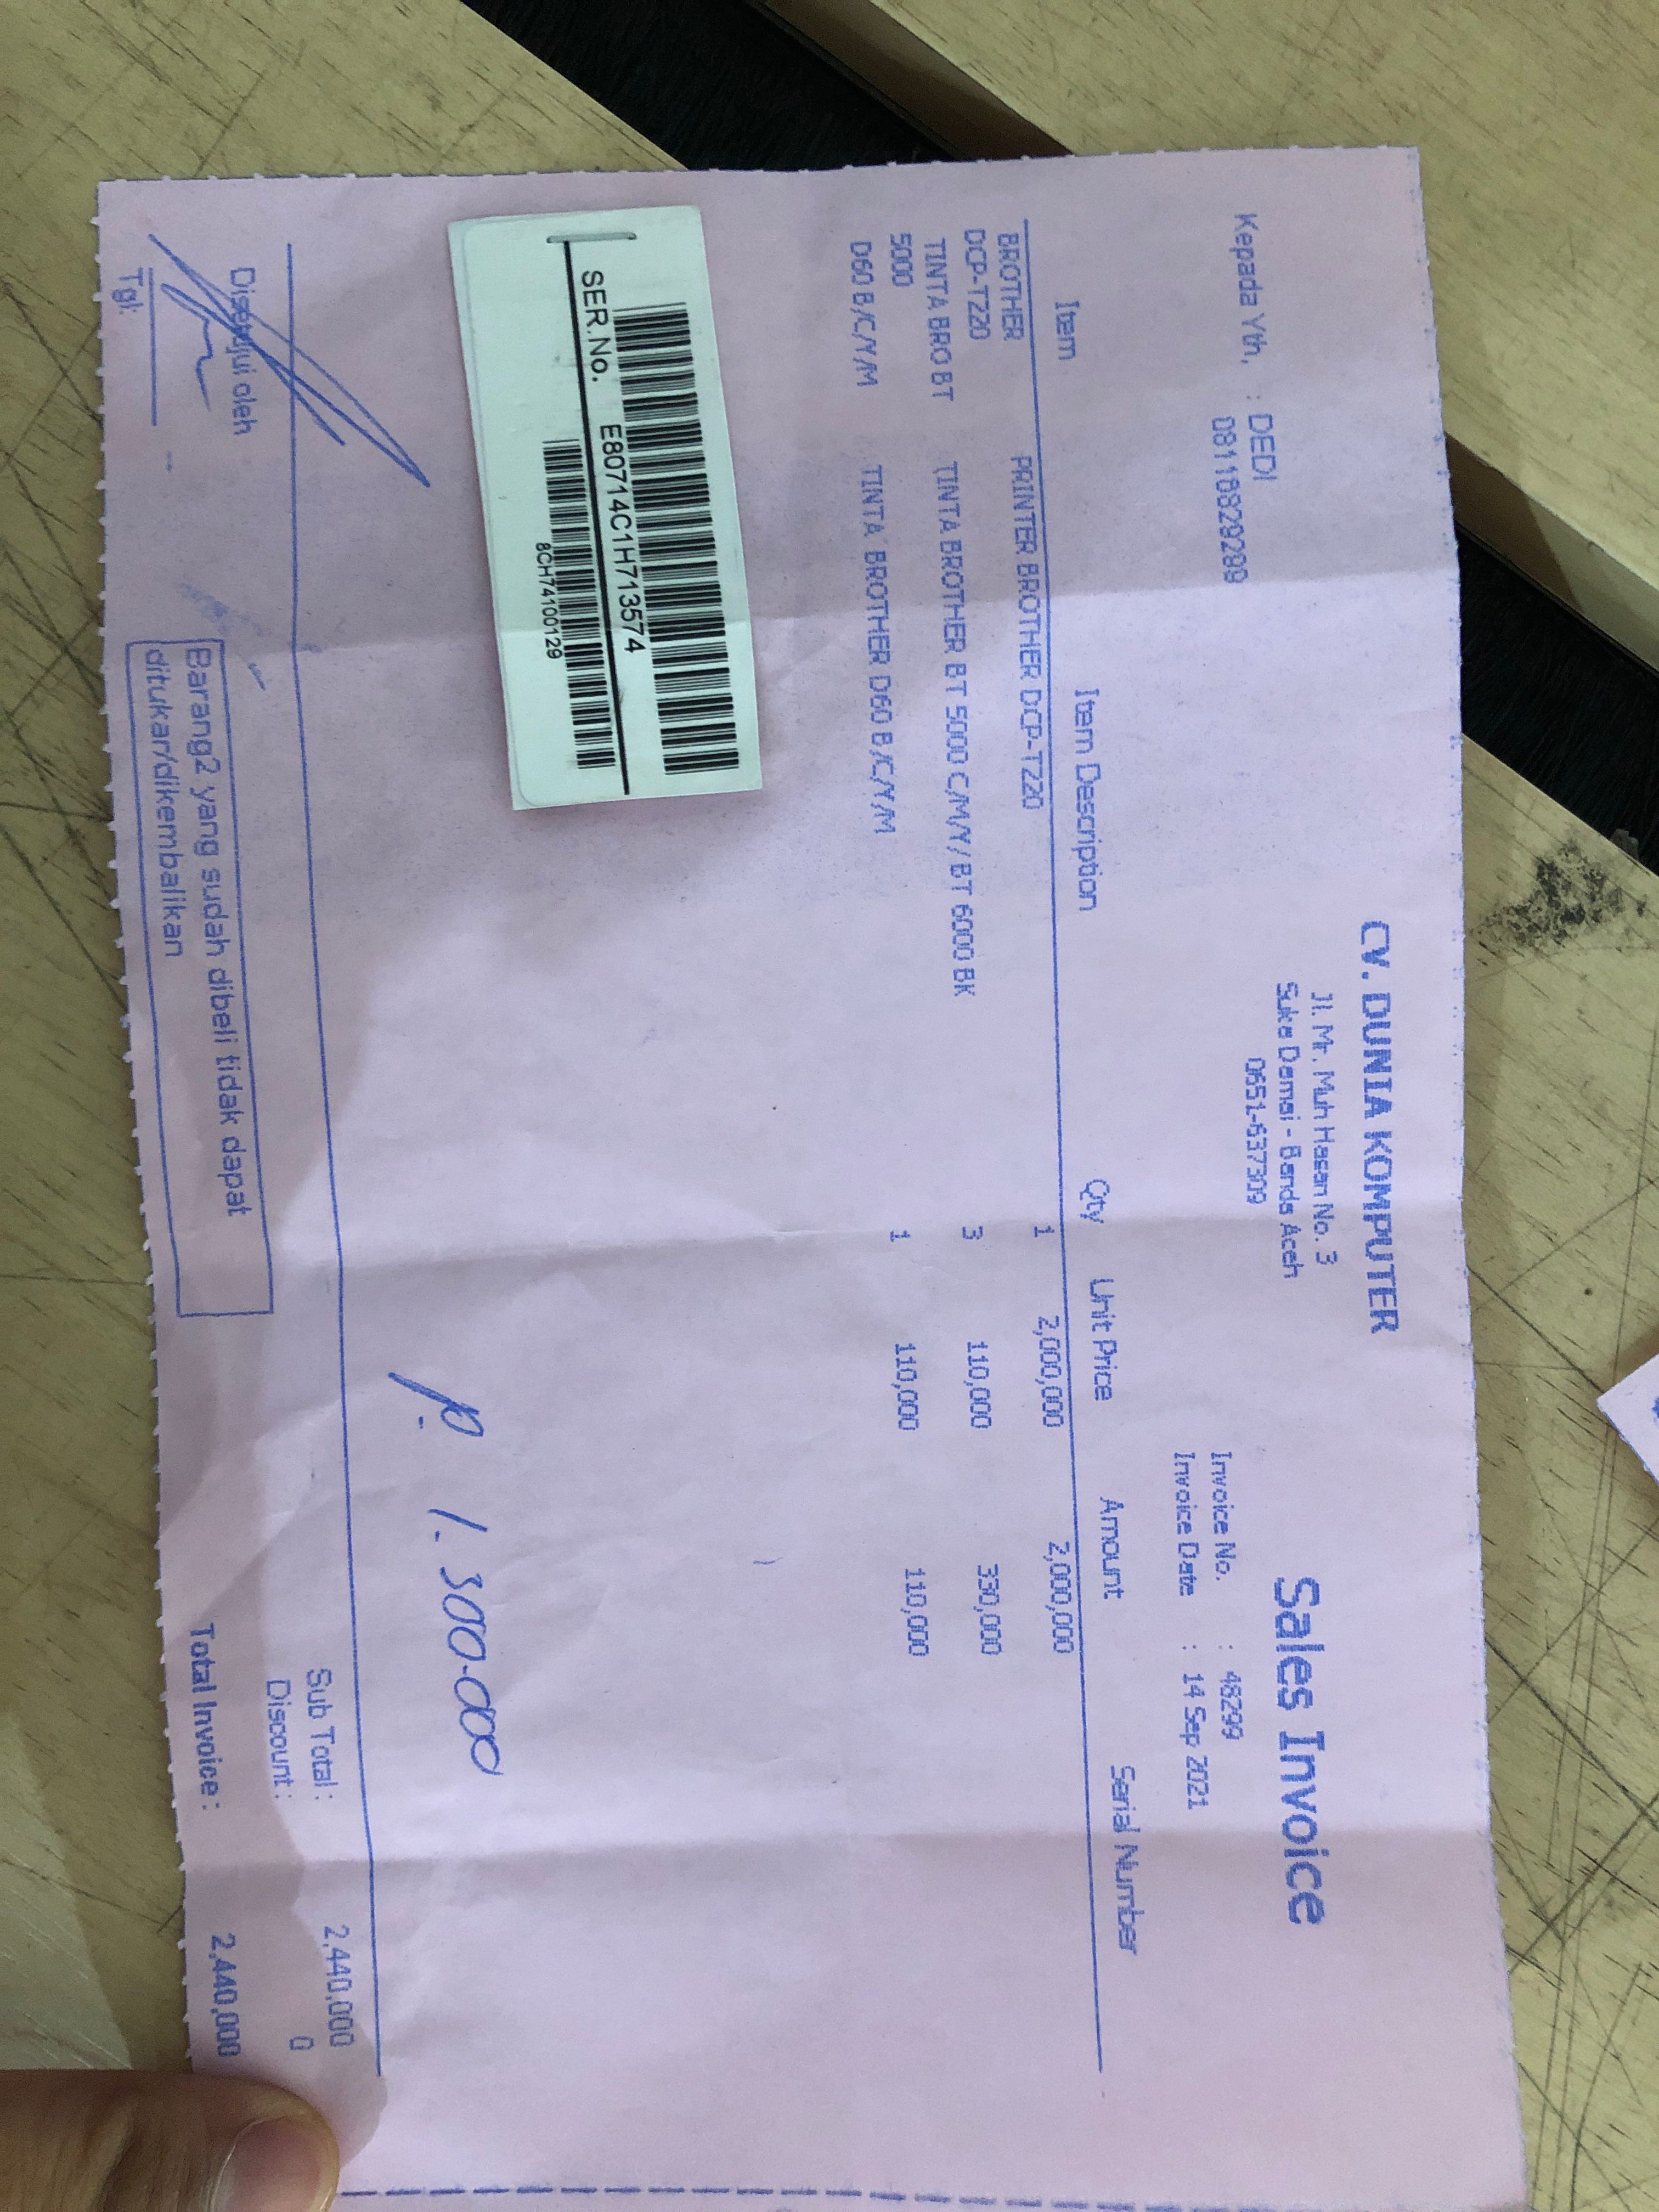 CV. DUNIA KOMPUTER
Jl. Mr. Muh Hasan No. 3
Suka Damai - Banda Aceh
0651-637309
Sales Invoice
Kepada Yth, : DEDI
08116829289
Invoice No. : 48299
Invoice Date : 14 Sep 2021
Item Item Description Qty Unit Price Amount Serial Number
BROTHER DCP-T220 PRINTER BROTHER DCP-T220 1 2,000,000 2,000,000
TINTA BRO BT 5000 TINTA BROTHER BT 5000 C/M/Y/ BT 6000 BK 3 110,000 330,000
D60 B/C/Y/M TINTA BROTHER D60 B/C/Y/M 1 110,000 110,000
SER.No. E80714C1H713574
8CH74100129
1.300.000
Sub Total : 2,440,000
Discount : 0
Total Invoice : 2,440,000
Disetujui oleh
Tgl:
Barang2 yang sudah dibeli tidak dapat
ditukar/dikembalikan